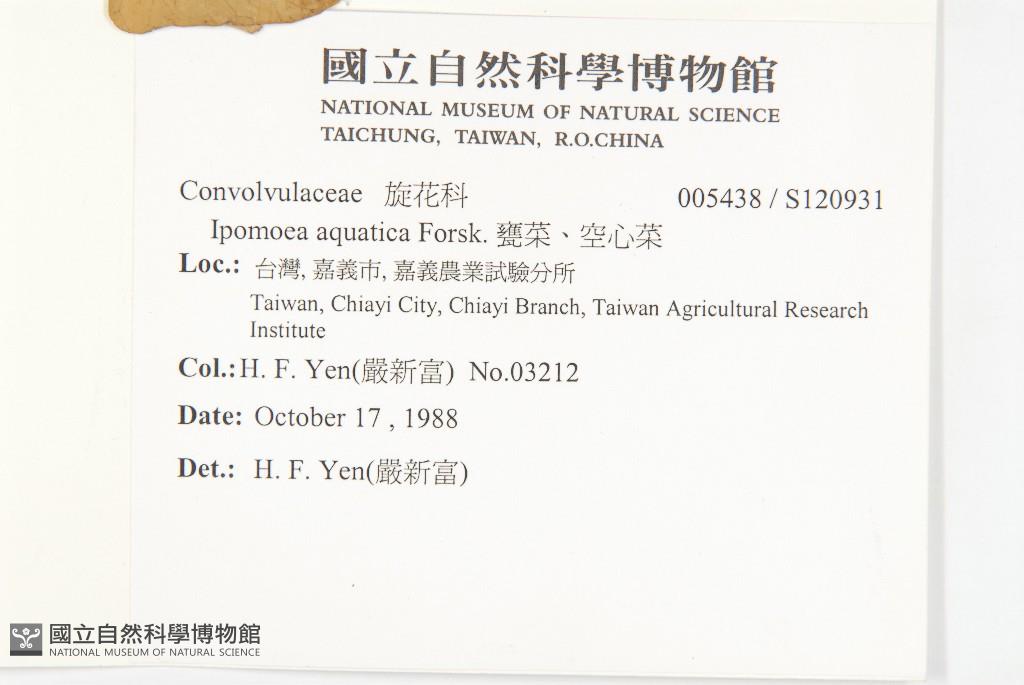 國立自然科學博物館
NATIONAL MUSEUM OF NATURAL SCIENCE
TAICHUNG, TAIWAN, R.O.CHINA
Convolvulaceae 旋花科 005438 / S120931
Ipomoea aquatica Forsk. 甕菜、空心菜
Loc.: 台灣, 嘉義市, 嘉義農業試驗分所
Taiwan, Chiayi City, Chiayi Branch, Taiwan Agricultural Research
Institute
Col.:H. F. Yen(嚴新富) No.03212
Date: October 17 , 1988
Det.: H. F. Yen(嚴新富)
國立自然科學博物館
NATIONAL MUSEUM OF NATURAL SCIENCE